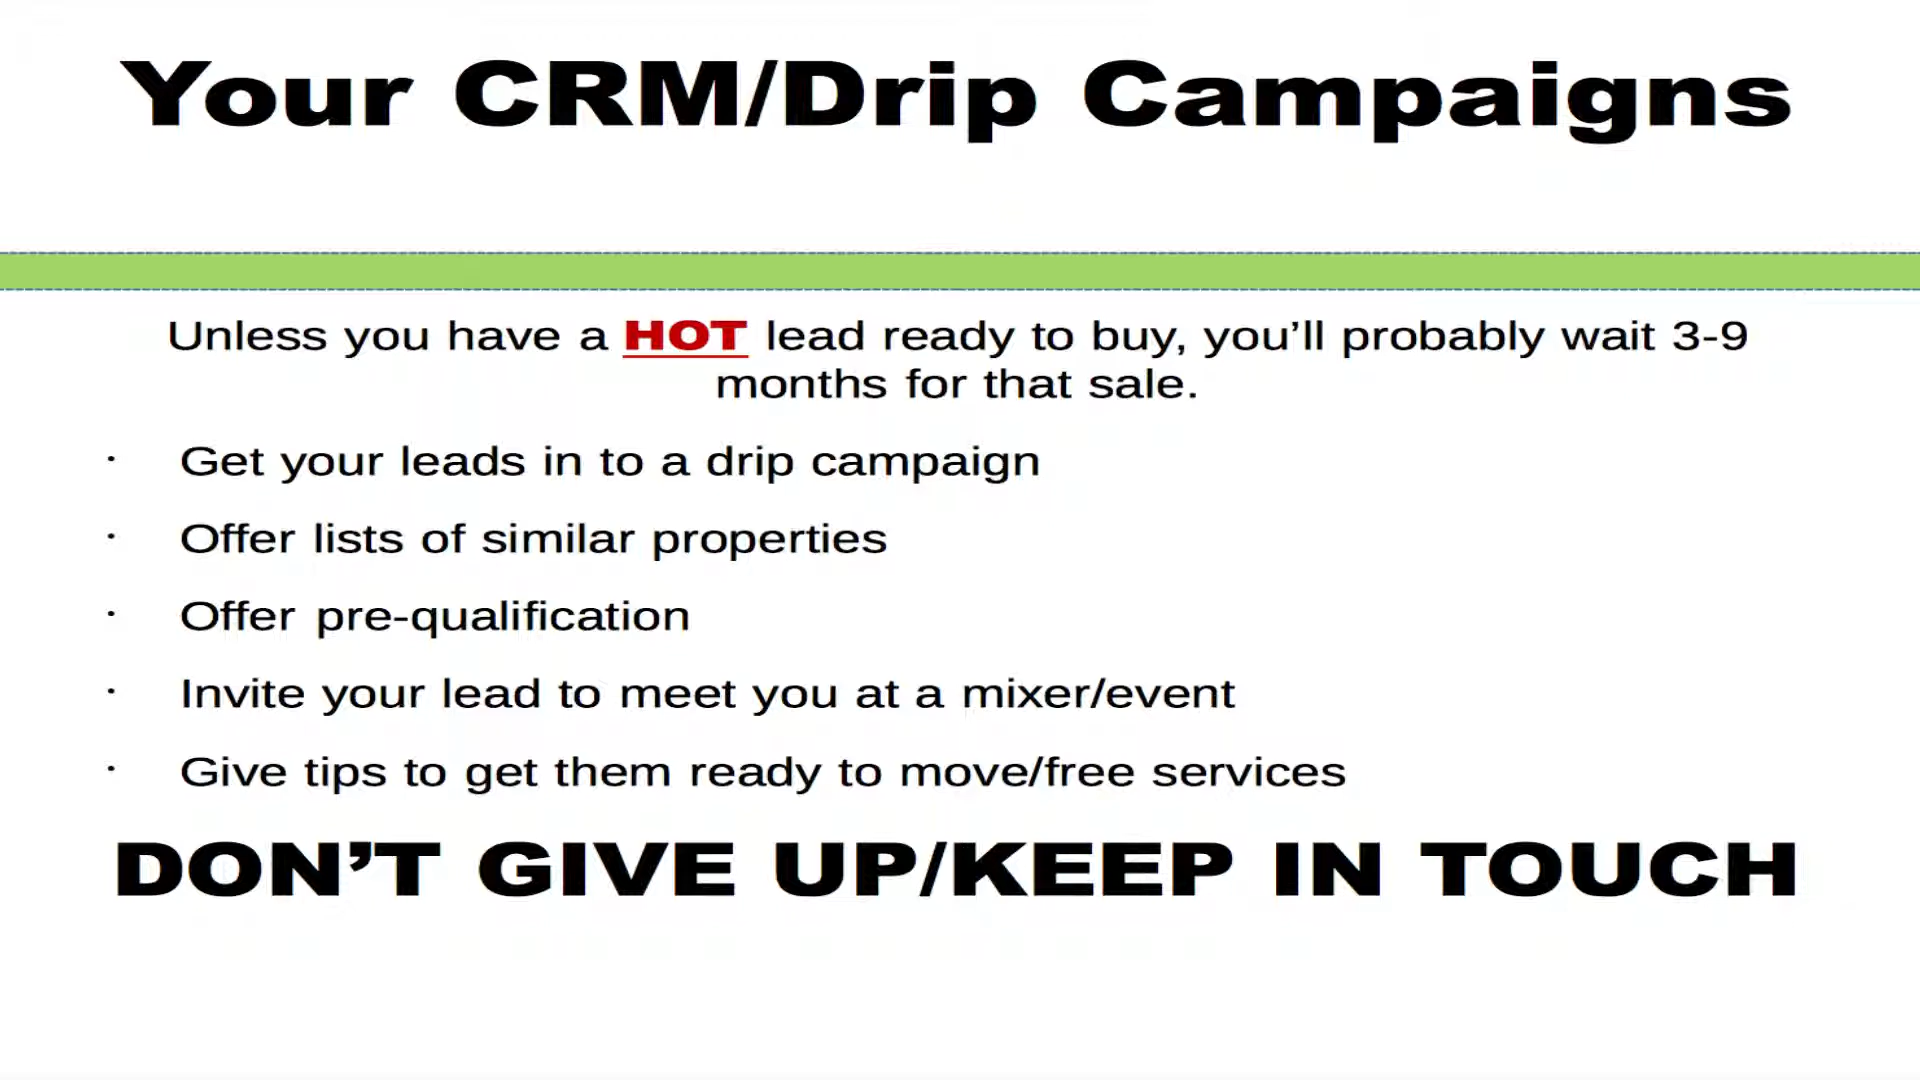 Your CRM/Drip Campaigns
Unless you have a HOT lead ready to buy, you’ll probably wait 3-9
months for that sale.
· Get your leads in to a drip campaign
· Offer lists of similar properties
· Offer pre-qualification
· Invite your lead to meet you at a mixer/event
· Give tips to get them ready to move/free services
DON’T GIVE UP/KEEP IN TOUCH